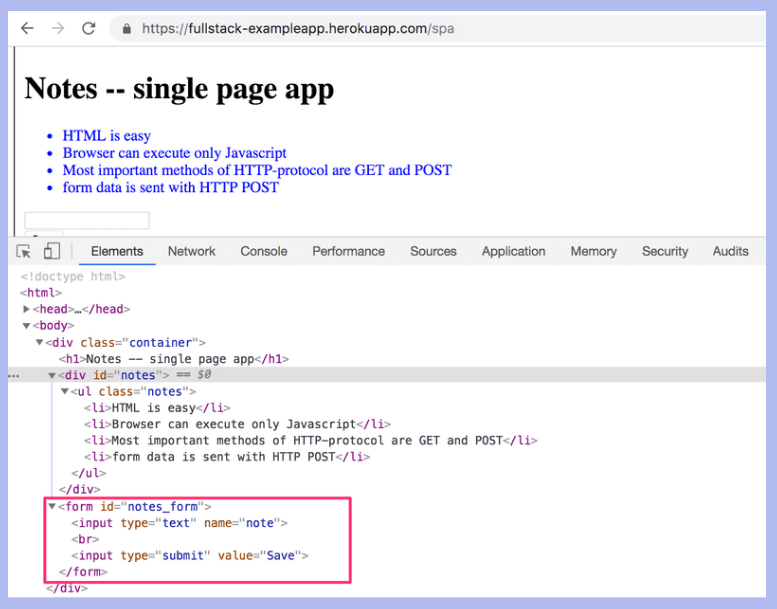 https://fullstack-exampleapp.herokuapp.com/spa
Notes -- single page app
• HTML is easy
• Browser can execute only Javascript
• Most important methods of HTTP-protocol are GET and POST
• form data is sent with HTTP POST
Elements Network Console Performance Sources Application Memory Security Audits
<!doctype html>
<html>
▶<head>…</head>
▼<body>
▼<div class="container">
<h1>Notes -- single page app</h1>
… ▼<div id="notes"> == $0
▼<ul class="notes">
<li>HTML is easy</li>
<li>Browser can execute only Javascript</li>
<li>Most important methods of HTTP-protocol are GET and POST</li>
<li>form data is sent with HTTP POST</li>
</ul>
</div>
▼<form id="notes_form">
<input type="text" name="note">
<br>
<input type="submit" value="Save">
</form>
</div>